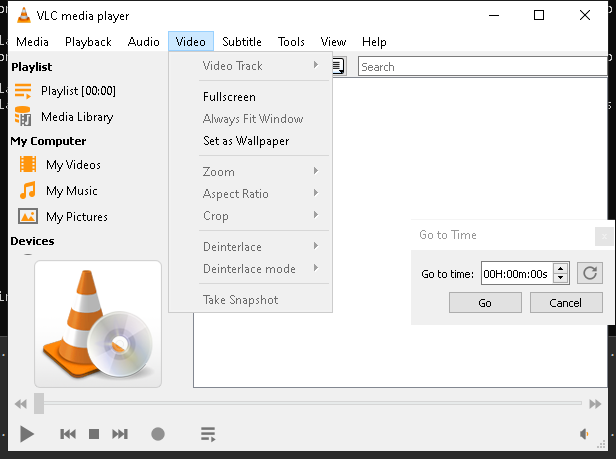 VLC media player
Media Playback Audio Video Subtitle Tools View Help
Playlist
Playlist [00:00]
Media Library
My Computer
My Videos
My Music
My Pictures
Devices
Video Track
Fullscreen
Always Fit Window
Set as Wallpaper
Zoom
Aspect Ratio
Crop
Deinterlace
Deinterlace mode
Take Snapshot
Search
Go to Time
Go to time: 00H:00m:00s
Go Cancel